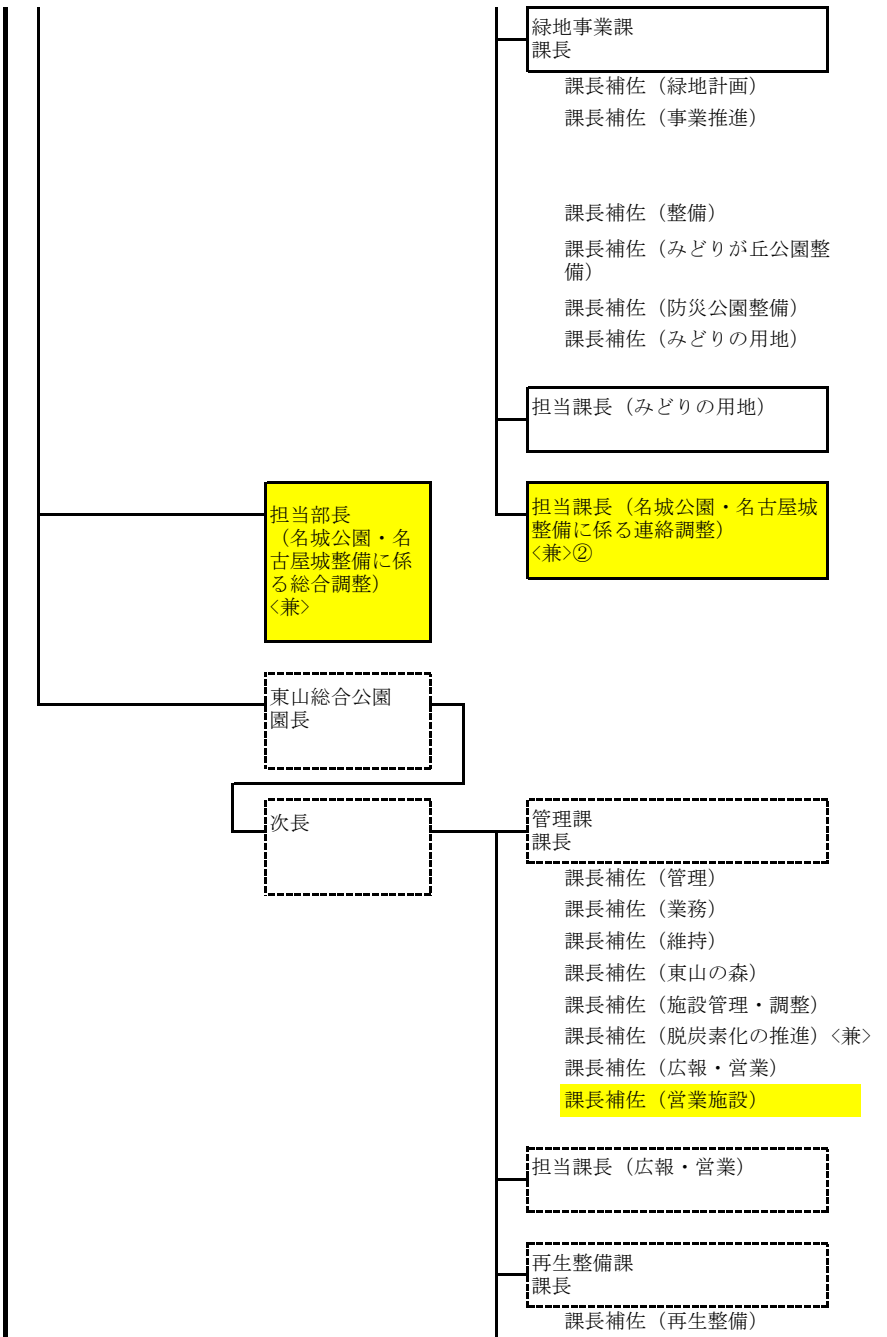 緑地事業課
課長
課長補佐（緑地計画）
課長補佐（事業推進）
課長補佐（整備）
課長補佐（みどりが丘公園整
備）
課長補佐（防災公園整備）
課長補佐（みどりの用地）
担当課長（みどりの用地）
担当部長
（名城公園・名
古屋城整備に係
る総合調整）
<兼>
担当課長（名城公園・名古屋城
整備に係る連絡調整）
<兼>②
東山総合公園
園長
次長
管理課
課長
課長補佐（管理）
課長補佐（業務）
課長補佐（維持）
課長補佐（東山の森）
課長補佐（施設管理・調整）
課長補佐（脱炭素化の推進）<兼>
課長補佐（広報・営業）
課長補佐（営業施設）
担当課長（広報・営業）
再生整備課
課長
課長補佐（再生整備）